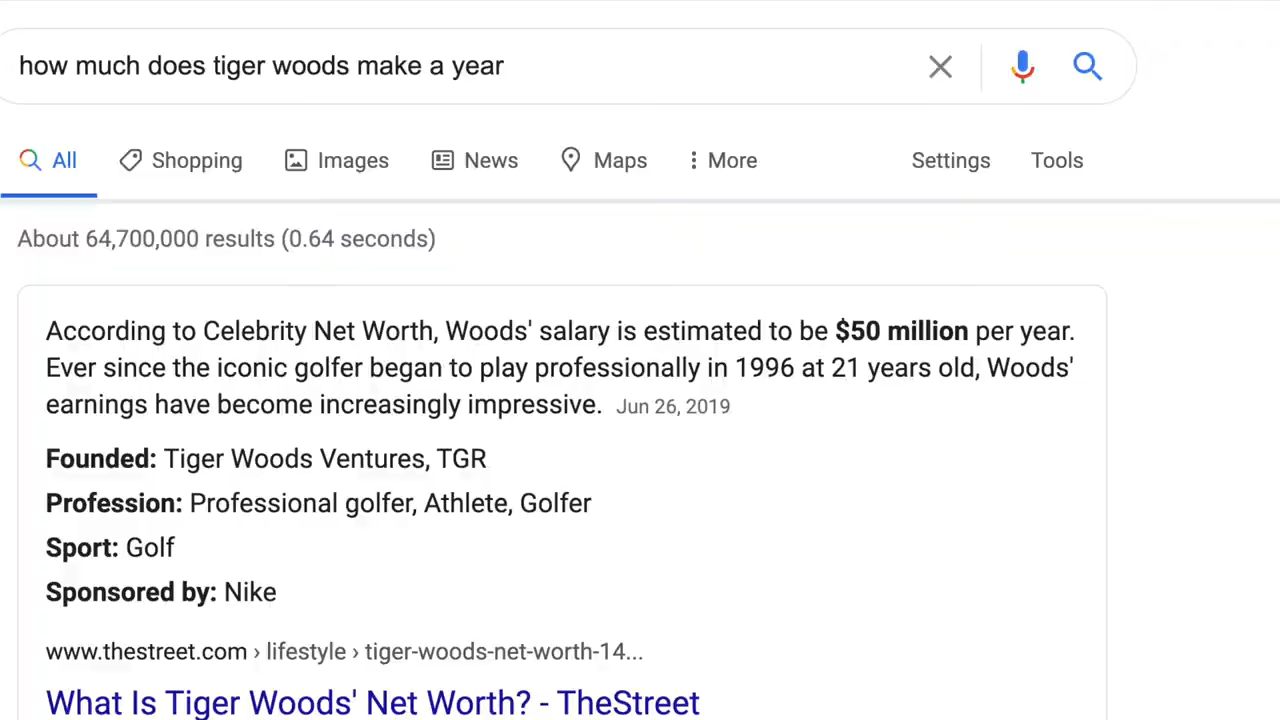 how much does tiger woods make a year
All Shopping Images News Maps More Settings Tools
About 64,700,000 results (0.64 seconds)
According to Celebrity Net Worth, Woods' salary is estimated to be $50 million per year.
Ever since the iconic golfer began to play professionally in 1996 at 21 years old, Woods'
earnings have become increasingly impressive. Jun 26, 2019
Founded: Tiger Woods Ventures, TGR
Profession: Professional golfer, Athlete, Golfer
Sport: Golf
Sponsored by: Nike
www.thestreet.com › lifestyle › tiger-woods-net-worth-14...
What Is Tiger Woods' Net Worth? - TheStreet